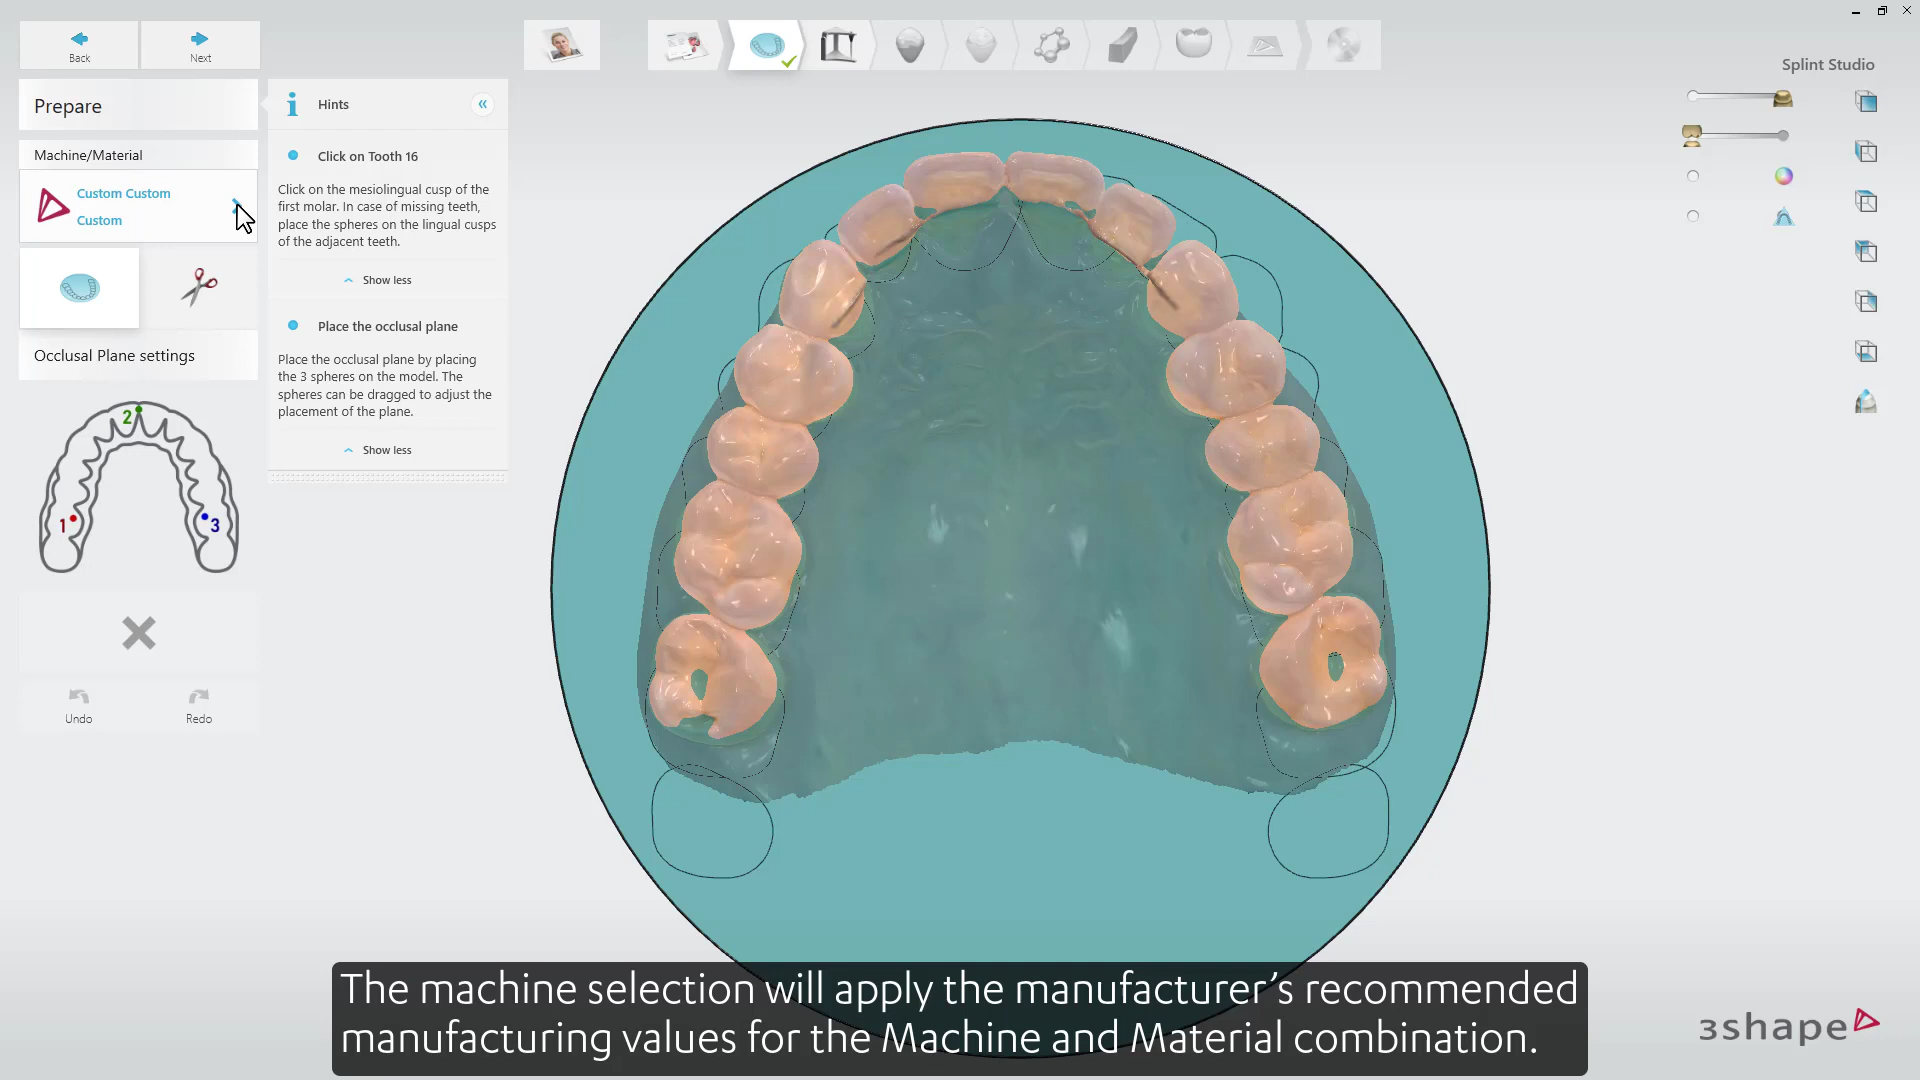 Back
Next
Splint Studio
Prepare
Hints
Machine/Material
Custom Custom
Custom
Click on Tooth 16
Click on the mesiolingual cusp of the
first molar. In case of missing teeth,
place the spheres on the lingual cusps
of the adjacent teeth.
Show less
Place the occlusal plane
Place the occlusal plane by placing
the 3 spheres on the model. The
spheres can be dragged to adjust the
placement of the plane.
Show less
Occlusal Plane settings
2
1
3
Undo
Redo
The machine selection will apply the manufacturer's recommended
manufacturing values for the Machine and Material combination.
3shape